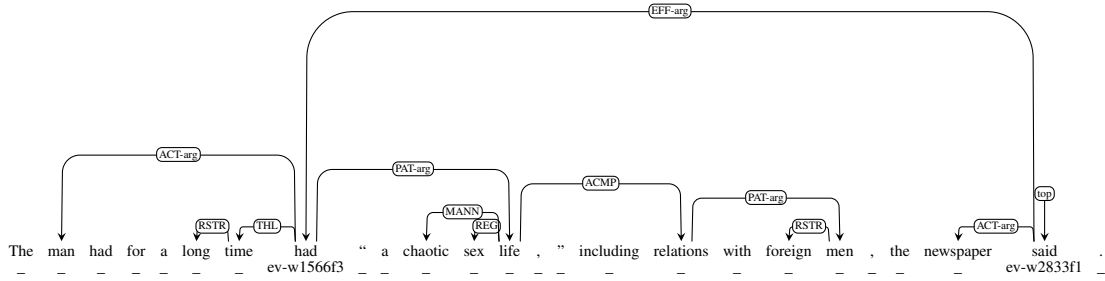 EFF-arg
ACT-arg
PAT-arg
ACMP
PAT-arg
top
MANN
RSTR THL REG RSTR ACT-arg
The man had for a long time had “ a chaotic sex life , ” including relations with foreign men , the newspaper said .
_ _ _ _ _ _ _ ev-w1566f3 _ _ _ _ _ _ _ _ _ _ _ _ _ _ _ ev-w2833f1 _